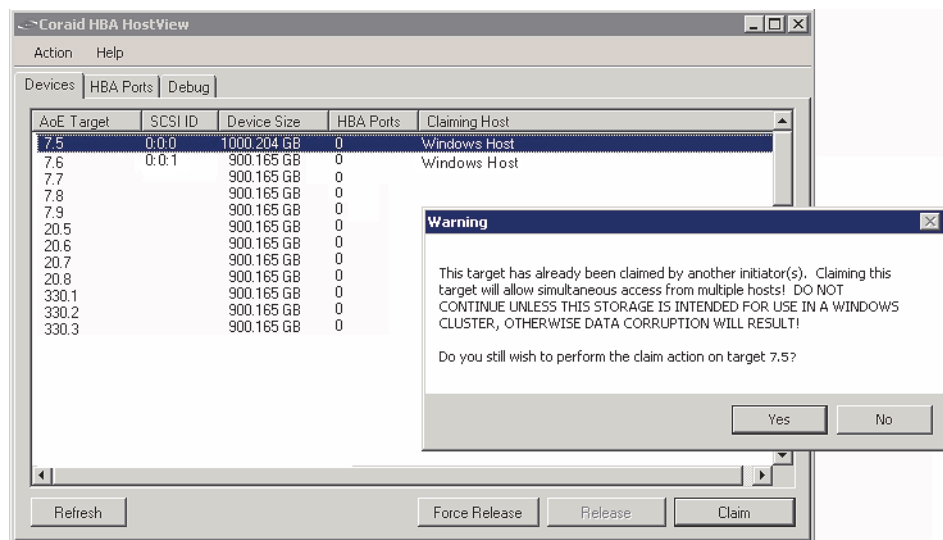 Coraid HBA HostView
Action Help
Devices HBA Ports Debug
AoE Target SCSI ID Device Size HBA Ports Claiming Host
7.5 0:0:0 1000.204 GB 0 Windows Host
7.6 0:0:1 900.165 GB 0 Windows Host
7.7 900.165 GB 0
7.8 900.165 GB 0
7.9 900.165 GB 0
20.5 900.165 GB 0
20.6 900.165 GB 0
20.7 900.165 GB 0
20.8 900.165 GB 0
330.1 900.165 GB 0
330.2 900.165 GB 0
330.3 900.165 GB 0
Warning
This target has already been claimed by another initiator(s). Claiming this
target will allow simultaneous access from multiple hosts! DO NOT
CONTINUE UNLESS THIS STORAGE IS INTENDED FOR USE IN A WINDOWS
CLUSTER, OTHERWISE DATA CORRUPTION WILL RESULT!
Do you still wish to perform the claim action on target 7.5?
Yes No
Refresh Force Release Release Claim